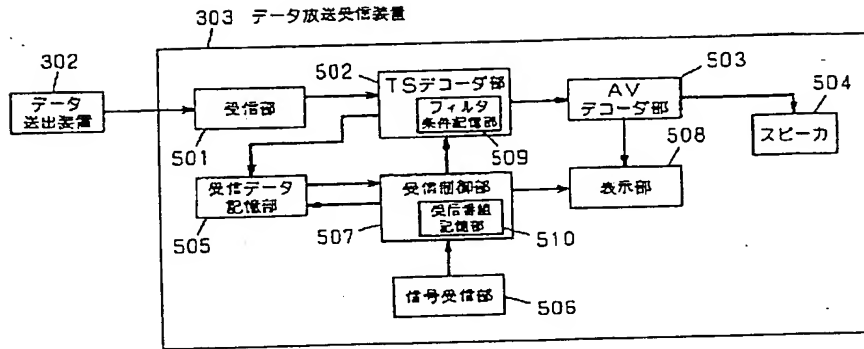 303 データ放送受信装置
302
データ
送出装置
受信部
501
502
TSデコーダ部
フィルタ
条件記憶部
509
503
AV
デコーダ部
504
スピーカ
508
表示部
受信データ
記憶部
505
受信制御部
受信番組
記憶部
507
510
信号受信部
506